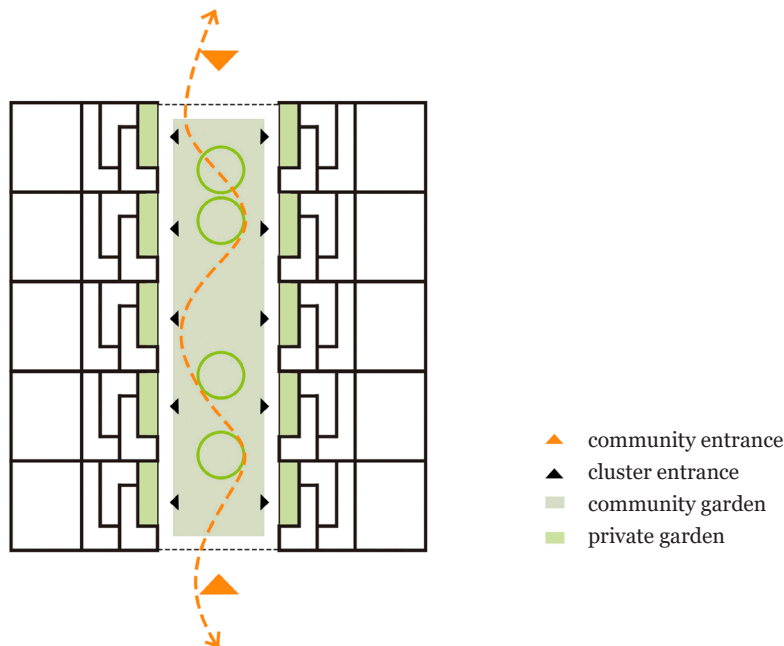 community entrance
cluster entrance
community garden
private garden